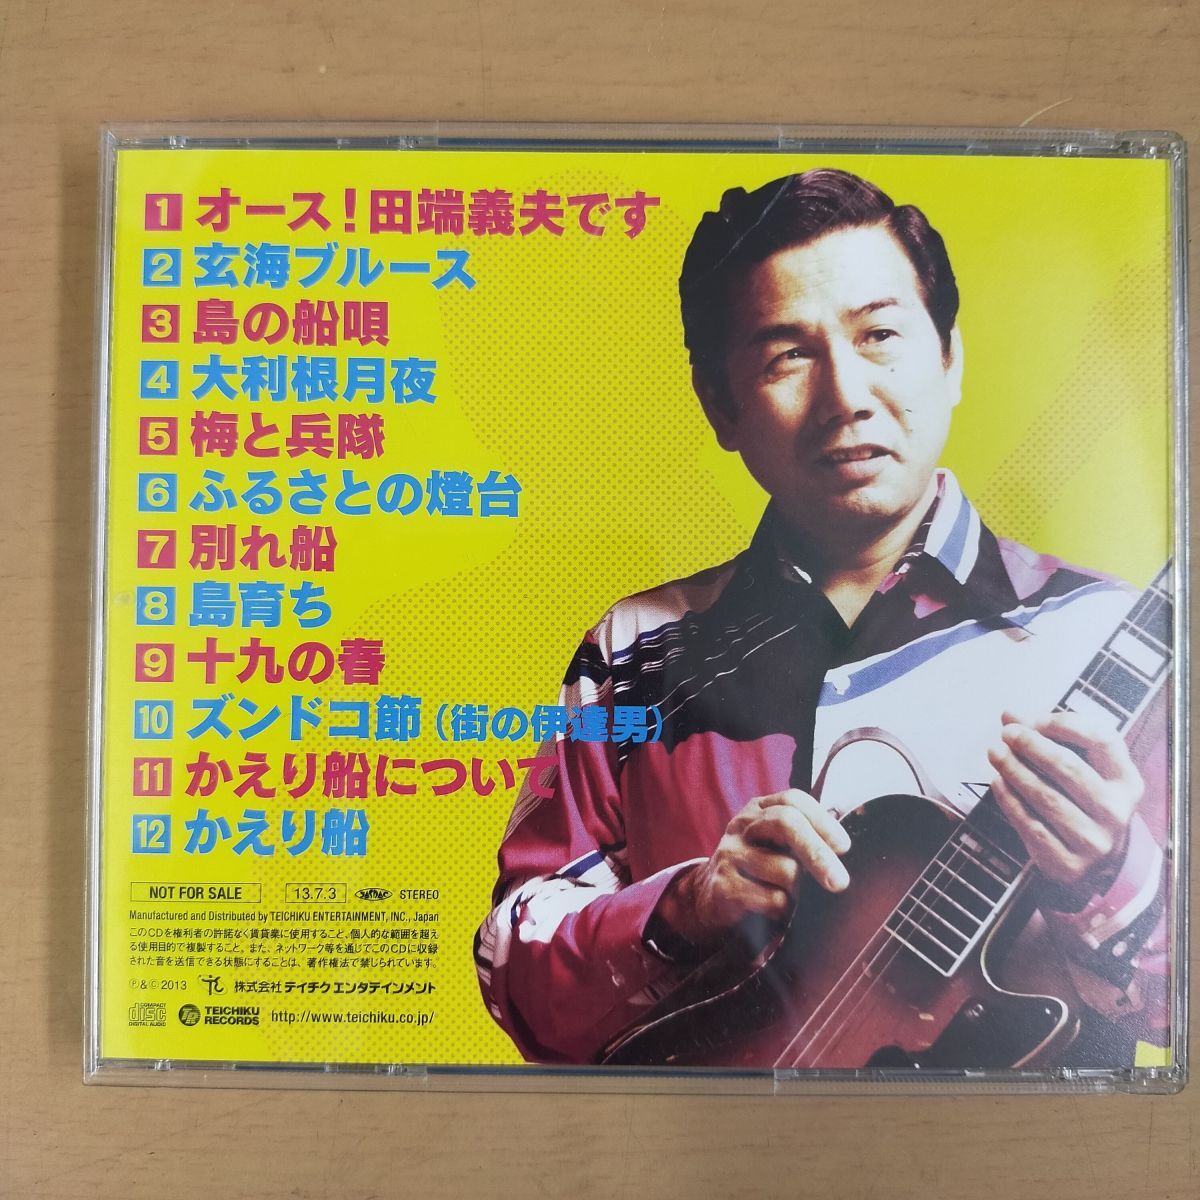 1 オース!田端義夫です
2 玄海ブルース
3 島の船唄
4 大利根月夜
5 梅と兵隊
6 ふるさとの燈台
7 別れ船
8 島育ち
9 十九の春
10 ズンドコ節(街の伊達男)
11 かえり船について
12 かえり船
NOT FOR SALE 13.7.3 JASRAC STEREO
Manufactured and Distributed by TEICHIKU ENTERTAINMENT, INC., Japan
このCDを権利者の許諾なく賃貸業に使用すること、個人的な範囲を超え
る使用目的で複製すること、また、ネットワーク等を通じてこのCDに収録
された音を送信できる状態にすることは、著作権法で禁じられています。
℗&© 2013 株式会社テイチクエンタテインメント
COMPACT disc DIGITAL AUDIO TEICHIKU RECORDS http://www.teichiku.co.jp/